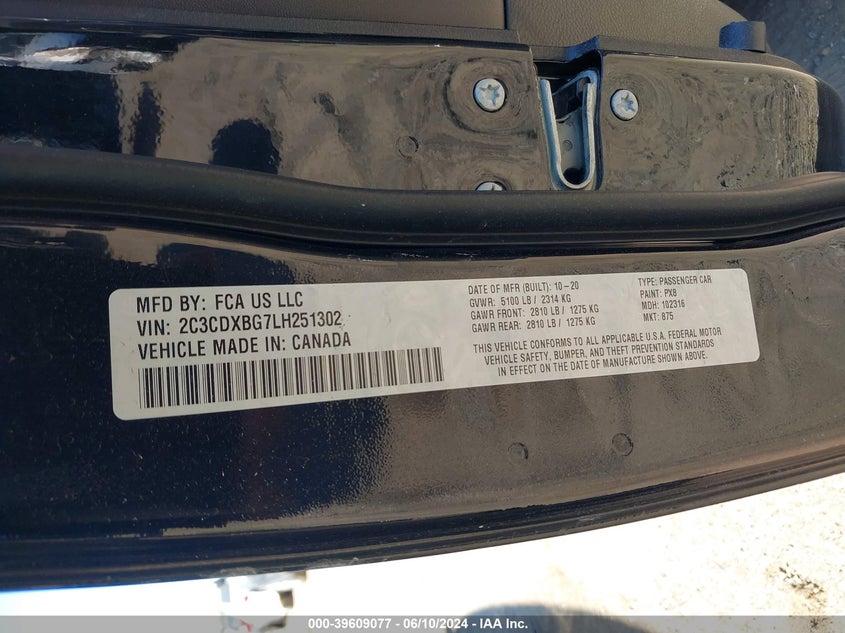 MFD BY: FCA US LLC
VIN: 2C3CDXBG7LH251302
VEHICLE MADE IN: CANADA
DATE OF MFR (BUILT): 10-20
GVWR: 5100 LB / 2314 KG
GAWR FRONT: 2810 LB / 1275 KG
GAWR REAR: 2810 LB / 1275 KG
TYPE: PASSENGER CAR
PAINT: PX8
MDH: 102316
MKT: 875
THIS VEHICLE CONFORMS TO ALL APPLICABLE U.S.A. FEDERAL MOTOR
VEHICLE SAFETY, BUMPER, AND THEFT PREVENTION STANDARDS
IN EFFECT ON THE DATE OF MANUFACTURE SHOWN ABOVE.
000-39609077 - 06/10/2024 - IAA Inc.